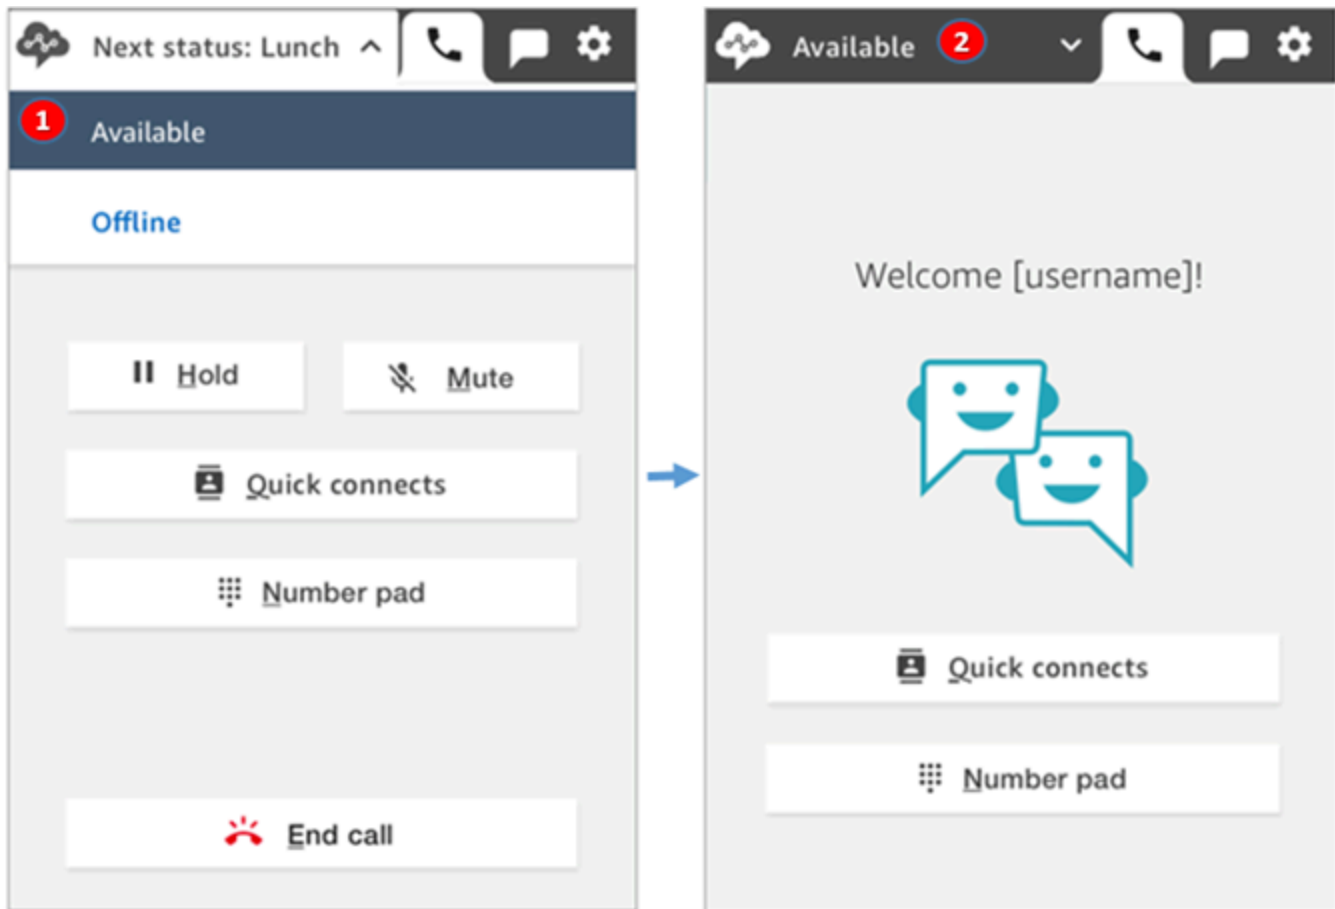 Next status: Lunch
1
Available
Offline
Hold
Mute
Quick connects
Number pad
End call
Available
2
Welcome [username]!
Quick connects
Number pad